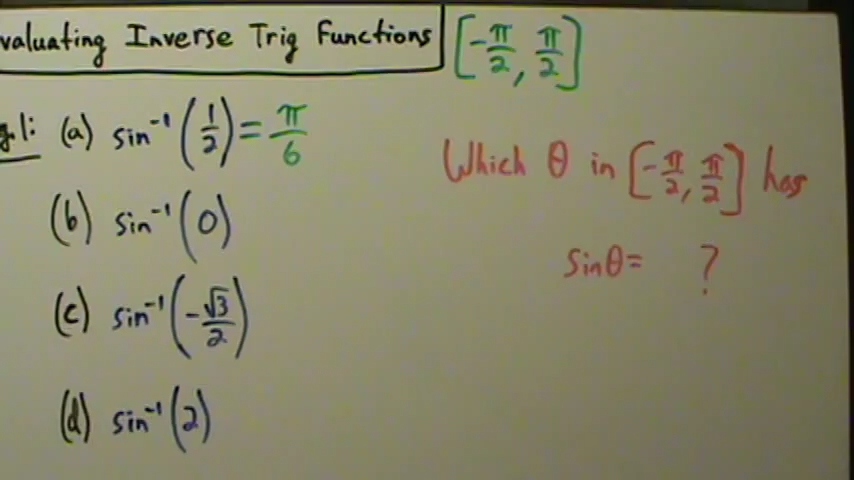 valuating Inverse Trig Functions [-π/2, π/2]
g.1: (a) sin⁻¹(1/2) = π/6
(b) sin⁻¹(0)
(c) sin⁻¹(-√3/2)
(d) sin⁻¹(2)
Which θ in [-π/2, π/2] has
sinθ= ?